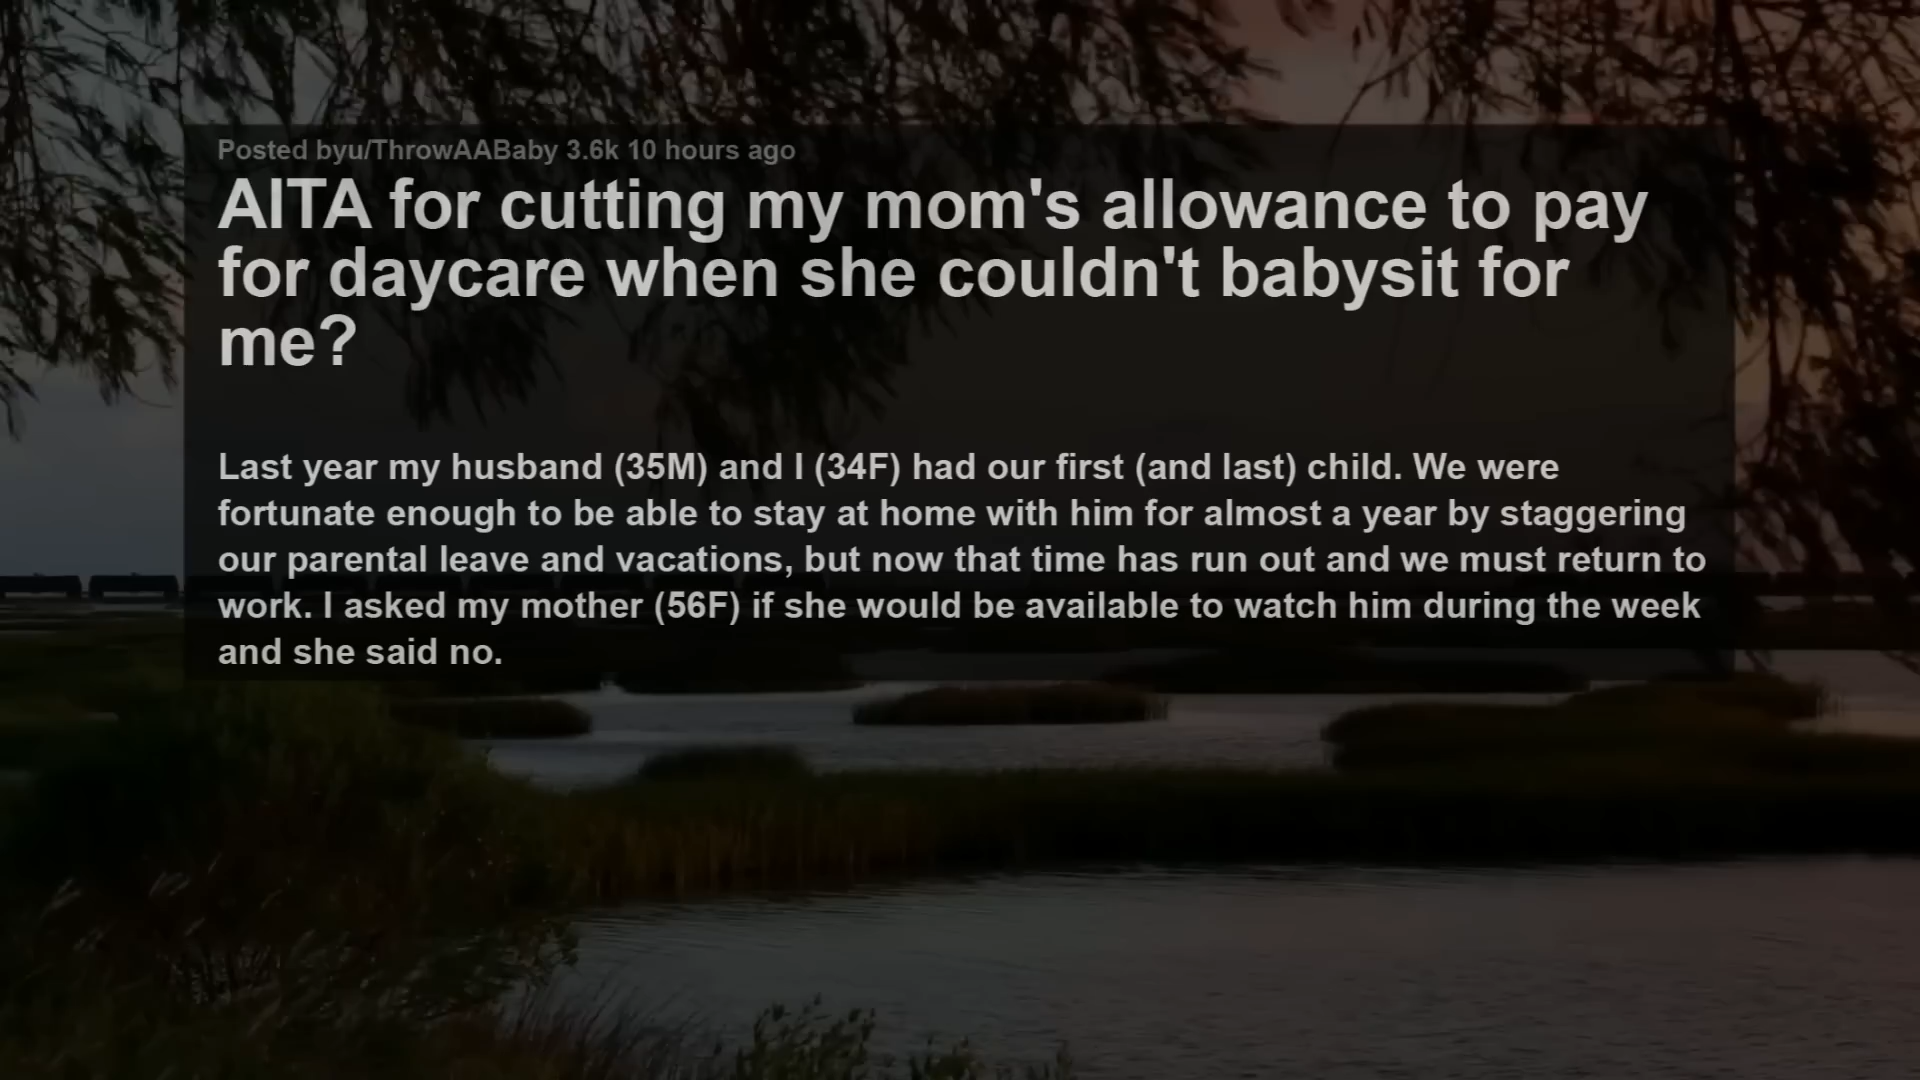 Posted byu/ThrowAABaby 3.6k 10 hours ago
AITA for cutting my mom's allowance to pay
for daycare when she couldn't babysit for
me?
Last year my husband (35M) and I (34F) had our first (and last) child. We were
fortunate enough to be able to stay at home with him for almost a year by staggering
our parental leave and vacations, but now that time has run out and we must return to
work. I asked my mother (56F) if she would be available to watch him during the week
and she said no.